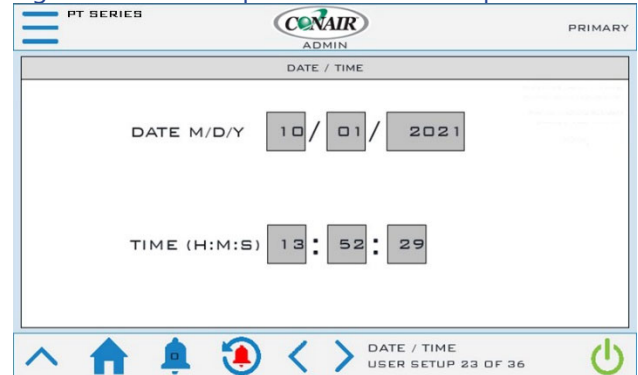 PT SERIES
CONAIR
ADMIN
PRIMARY
DATE / TIME
DATE M/D/Y 10/ 01/ 2021
TIME (H:M:S) 13: 52: 29
0
DATE / TIME
USER SETUP 23 OF 36